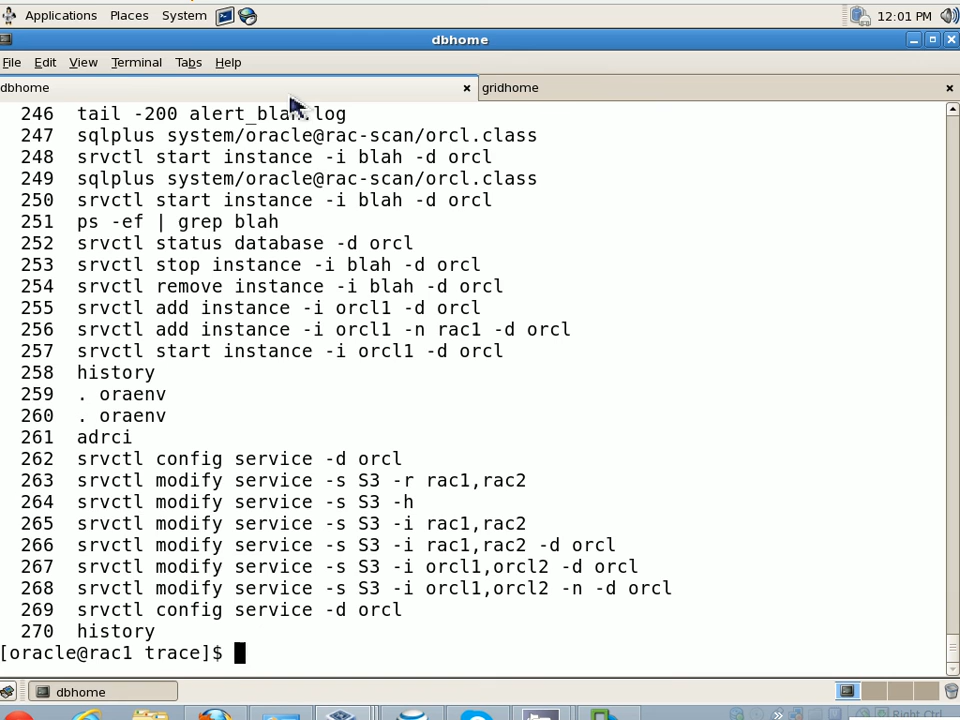 Applications Places System 12:01 PM
dbhome
File Edit View Terminal Tabs Help
dbhome gridhome
246 tail -200 alert_blah.log
247 sqlplus system/oracle@rac-scan/orcl.class
248 srvctl start instance -i blah -d orcl
249 sqlplus system/oracle@rac-scan/orcl.class
250 srvctl start instance -i blah -d orcl
251 ps -ef | grep blah
252 srvctl status database -d orcl
253 srvctl stop instance -i blah -d orcl
254 srvctl remove instance -i blah -d orcl
255 srvctl add instance -i orcl1 -d orcl
256 srvctl add instance -i orcl1 -n rac1 -d orcl
257 srvctl start instance -i orcl1 -d orcl
258 history
259 . oraenv
260 . oraenv
261 adrci
262 srvctl config service -d orcl
263 srvctl modify service -s S3 -r rac1,rac2
264 srvctl modify service -s S3 -h
265 srvctl modify service -s S3 -i rac1,rac2
266 srvctl modify service -s S3 -i rac1,rac2 -d orcl
267 srvctl modify service -s S3 -i orcl1,orcl2 -d orcl
268 srvctl modify service -s S3 -i orcl1,orcl2 -n -d orcl
269 srvctl config service -d orcl
270 history
[oracle@rac1 trace]$
dbhome
Right Ctrl